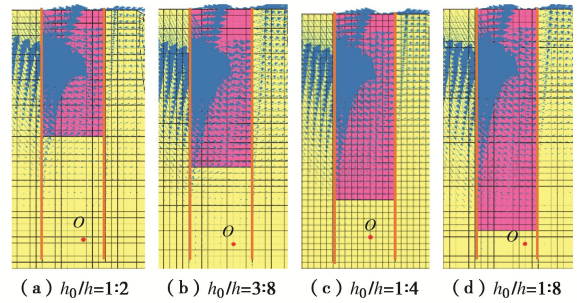 O
O
O
O
（a）h₀/h=1∶2
（b）h₀/h=3∶8
（c）h₀/h=1∶4
（d）h₀/h=1∶8